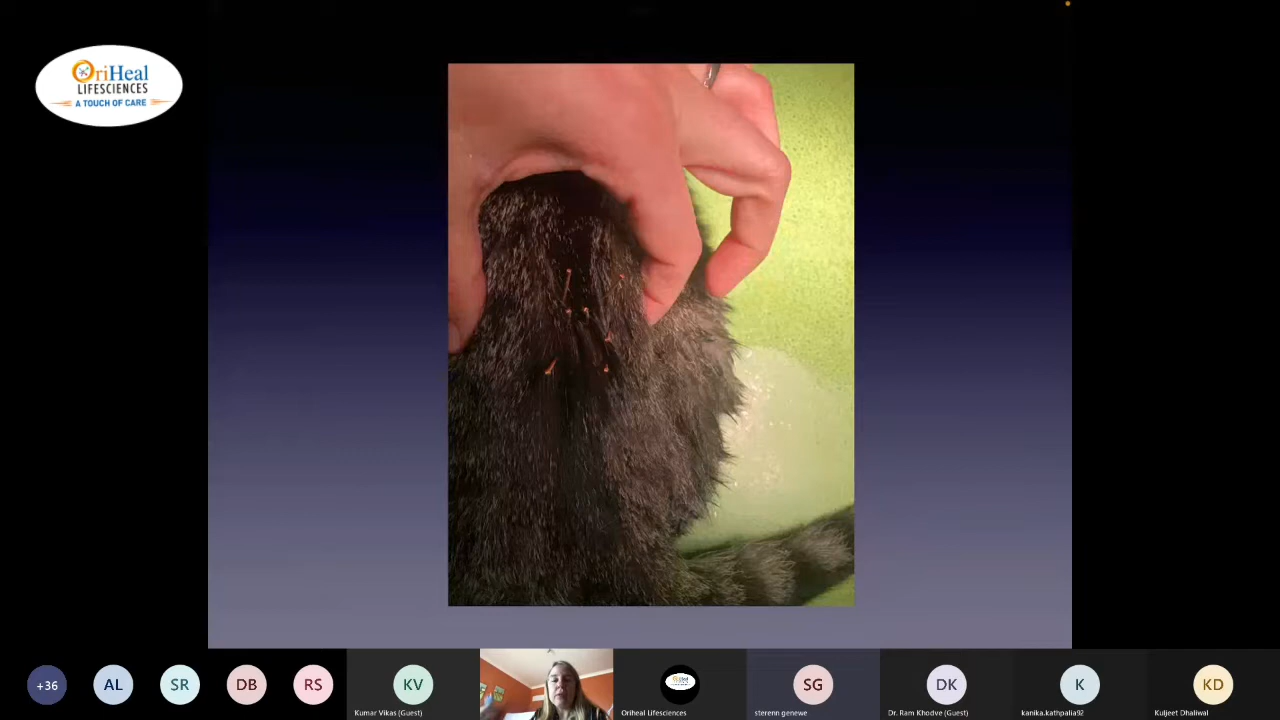 OriHeal
LIFESCIENCES
A TOUCH OF CARE
+36
AL
SR
DB
RS
KV
SG
DK
K
KD
Kumar Vikas (Guest)
Oriheal Lifesciences
sterenn genewe
Dr. Ram Khodve (Guest)
kanika.kathpalia92
Kuljeet Dhaliwal